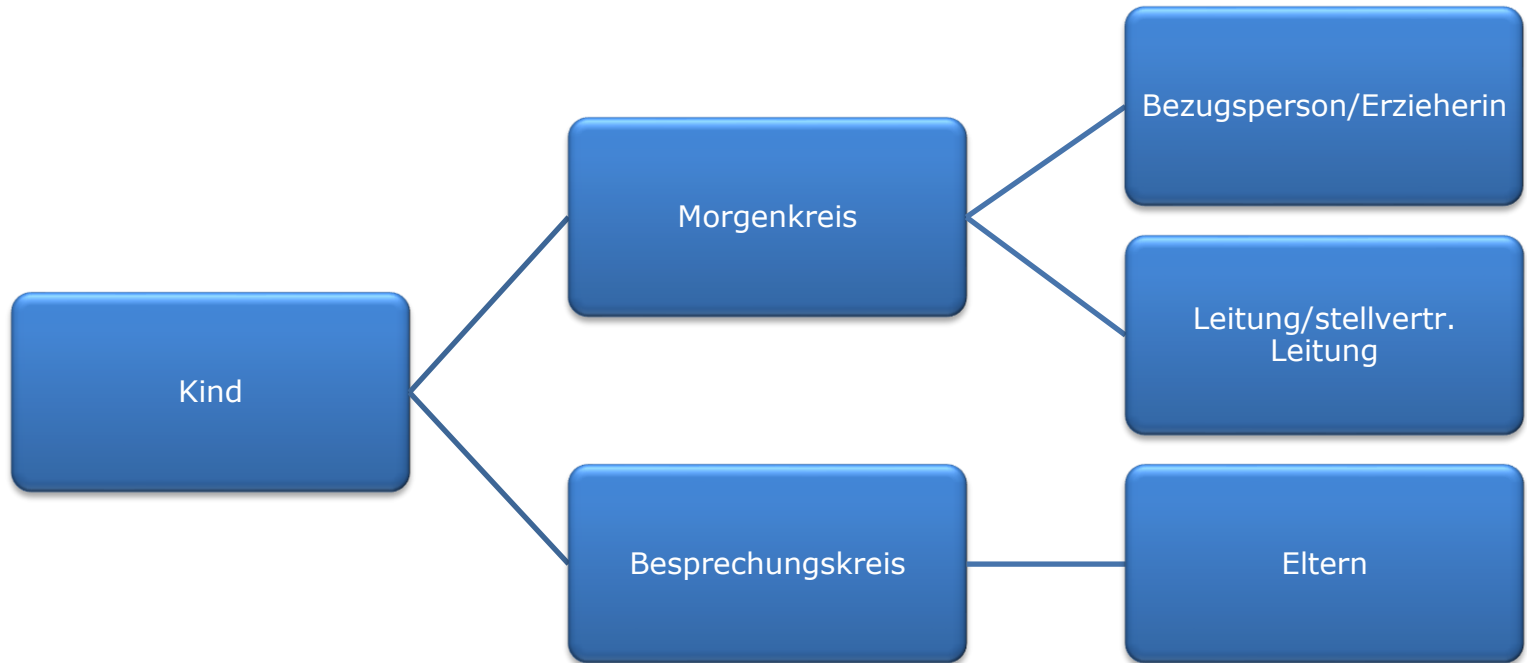 Kind
Morgenkreis
Bezugsperson/Erzieherin
Leitung/stellvertr.
Leitung
Besprechungskreis
Eltern